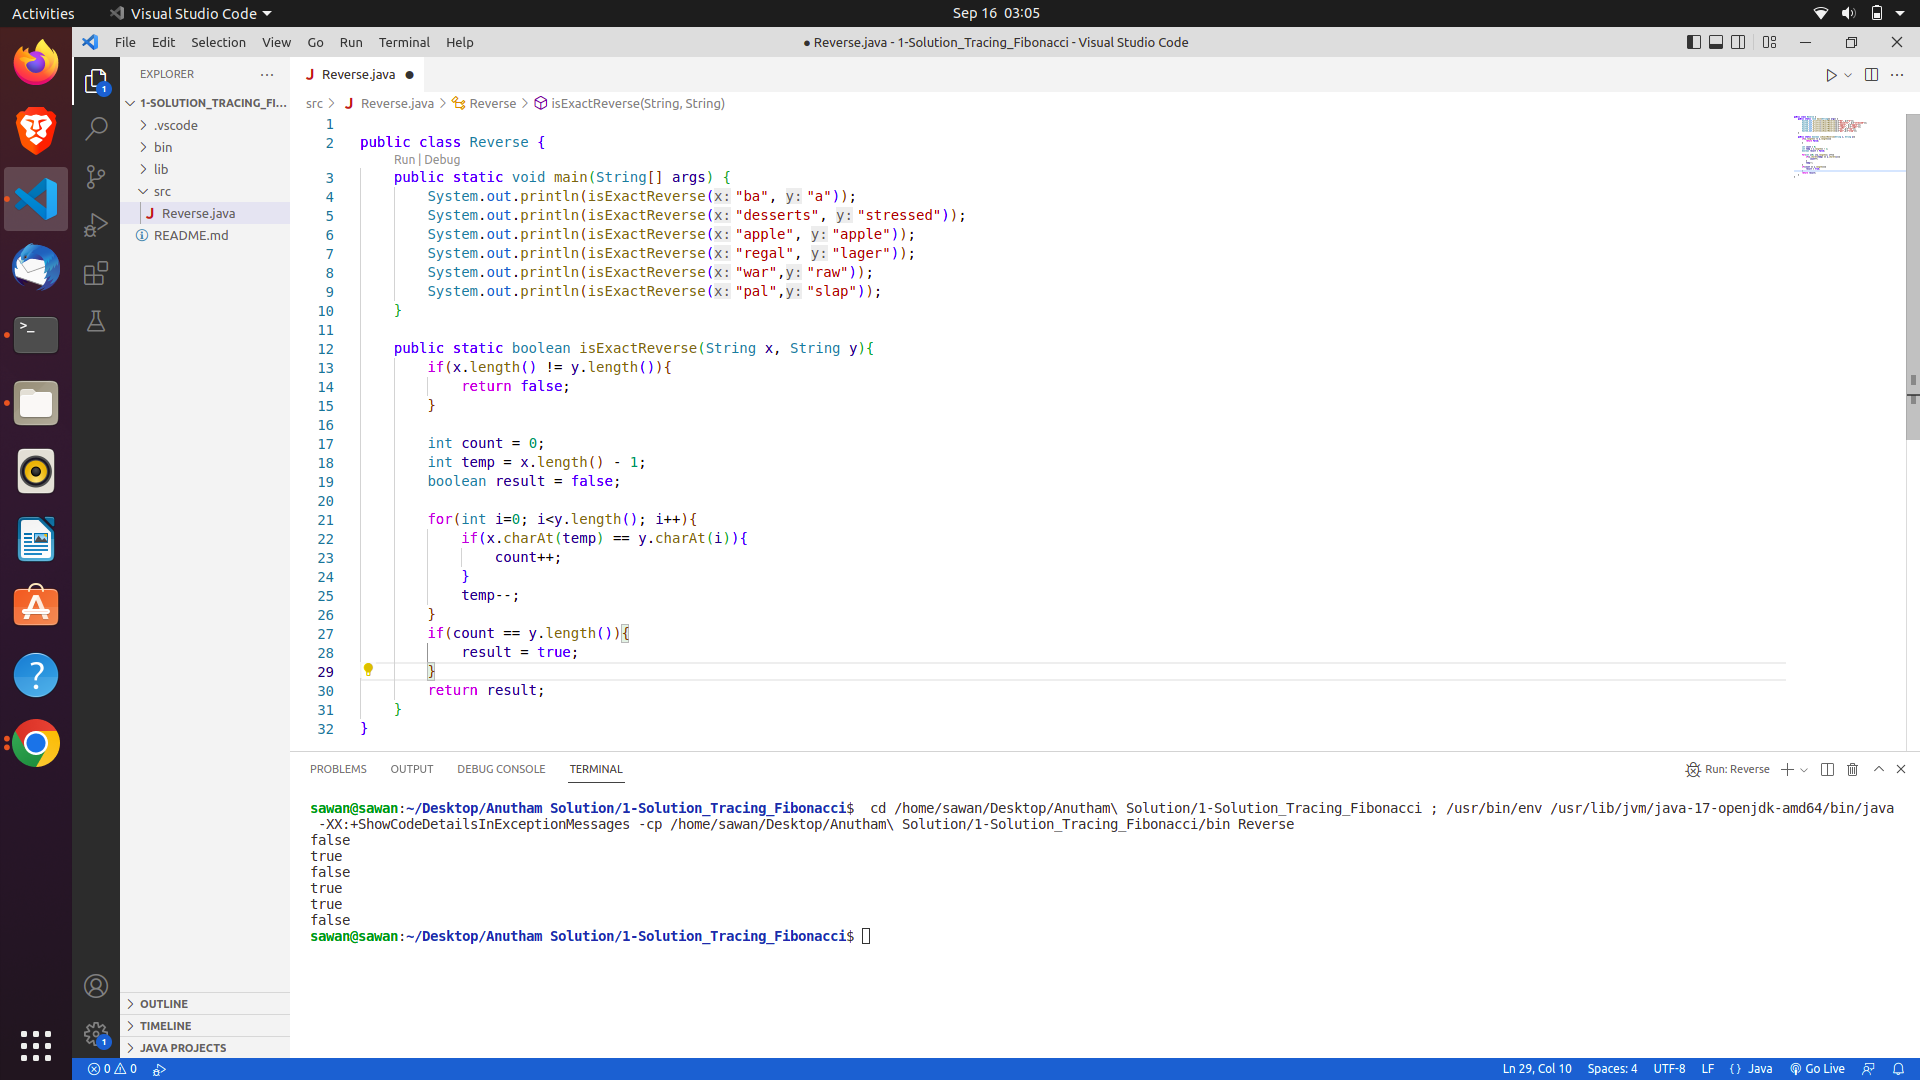 Activities
Visual Studio Code
Sep 16 03:05
File Edit Selection View Go Run Terminal Help
● Reverse.java - 1-Solution_Tracing_Fibonacci - Visual Studio Code
EXPLORER
1-SOLUTION_TRACING_FI...
.vscode
bin
lib
src
J Reverse.java
README.md
OUTLINE
TIMELINE
JAVA PROJECTS
J Reverse.java ●
src > J Reverse.java > Reverse > isExactReverse(String, String)
1
2 public class Reverse {
Run | Debug
3 public static void main(String[] args) {
4 System.out.println(isExactReverse(x: "ba", y: "a"));
5 System.out.println(isExactReverse(x: "desserts", y: "stressed"));
6 System.out.println(isExactReverse(x: "apple", y: "apple"));
7 System.out.println(isExactReverse(x: "regal", y: "lager"));
8 System.out.println(isExactReverse(x: "war",y: "raw"));
9 System.out.println(isExactReverse(x: "pal",y: "slap"));
10 }
11
12 public static boolean isExactReverse(String x, String y){
13 if(x.length() != y.length()){
14 return false;
15 }
16
17 int count = 0;
18 int temp = x.length() - 1;
19 boolean result = false;
20
21 for(int i=0; i<y.length(); i++){
22 if(x.charAt(temp) == y.charAt(i)){
23 count++;
24 }
25 temp--;
26 }
27 if(count == y.length()){
28 result = true;
29 }
30 return result;
31 }
32 }
PROBLEMS OUTPUT DEBUG CONSOLE TERMINAL
Run: Reverse
sawan@sawan:~/Desktop/Anutham Solution/1-Solution_Tracing_Fibonacci$ cd /home/sawan/Desktop/Anutham\ Solution/1-Solution_Tracing_Fibonacci ; /usr/bin/env /usr/lib/jvm/java-17-openjdk-amd64/bin/java
-XX:+ShowCodeDetailsInExceptionMessages -cp /home/sawan/Desktop/Anutham\ Solution/1-Solution_Tracing_Fibonacci/bin Reverse
false
true
false
true
true
false
sawan@sawan:~/Desktop/Anutham Solution/1-Solution_Tracing_Fibonacci$
0 0
Ln 29, Col 10 Spaces: 4 UTF-8 LF {} Java Go Live